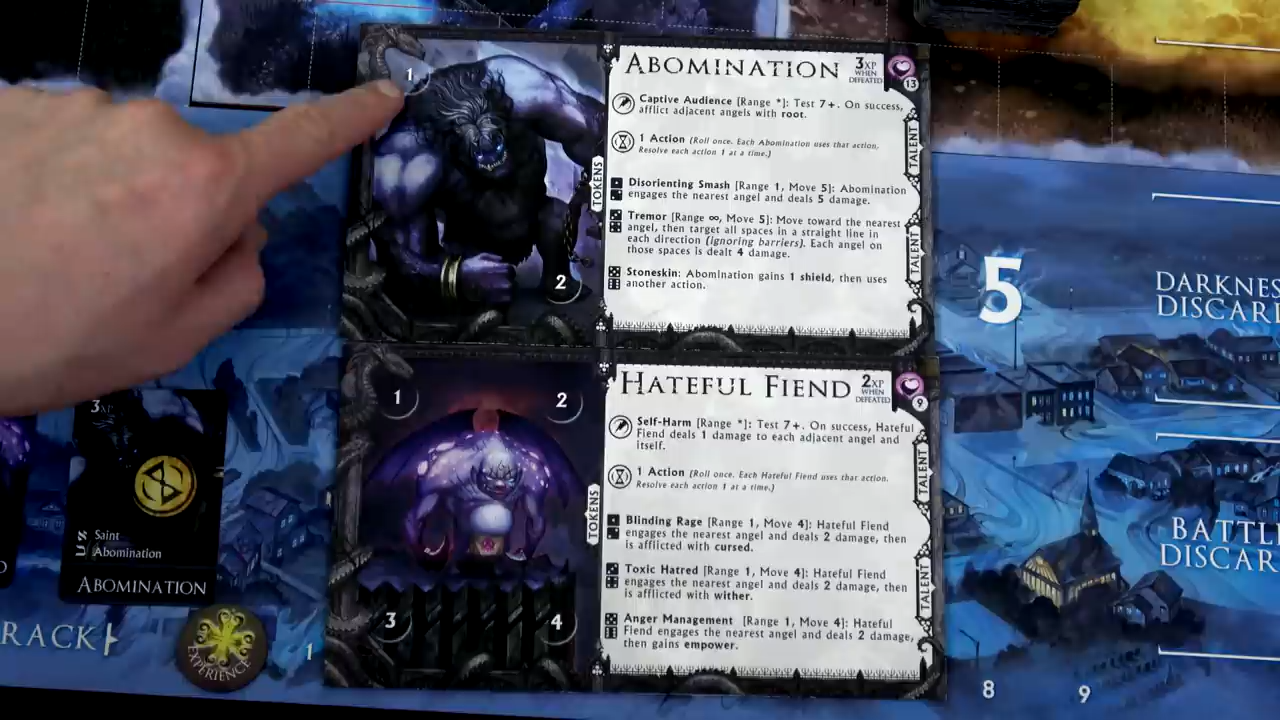 1
2
TOKENS
ABOMINATION
3XP
WHEN
DEFEATED
13
Captive Audience [Range *]: Test 7+. On success,
afflict adjacent angels with root.
1 Action (Roll once. Each Abomination uses that action.
Resolve each action 1 at a time.)
Disorienting Smash [Range 1, Move 5]: Abomination
engages the nearest angel and deals 5 damage.
Tremor [Range ∞, Move 5]: Move toward the nearest
angel, then target all spaces in a straight line in
each direction (ignoring barriers). Each angel on
those spaces is dealt 4 damage.
Stoneskin: Abomination gains 1 shield, then uses
another action.
TALENT
TALENT
1
2
3
4
TOKENS
HATEFUL FIEND
2XP
WHEN
DEFEATED
9
Self-Harm [Range *]: Test 7+. On success, Hateful
Fiend deals 1 damage to each adjacent angel and
itself.
1 Action (Roll once. Each Hateful Fiend uses that action.
Resolve each action 1 at a time.)
Blinding Rage [Range 1, Move 4]: Hateful Fiend
engages the nearest angel and deals 2 damage, then
is afflicted with cursed.
Toxic Hatred [Range 1, Move 4]: Hateful Fiend
engages the nearest angel and deals 2 damage, then
is afflicted with wither.
Anger Management [Range 1, Move 4]: Hateful
Fiend engages the nearest angel and deals 2 damage,
then gains empower.
TALENT
TALENT
3XP
Saint
Abomination
ABOMINATION
RACK
EXPERIENCE
1
5
DARKNES
DISCARD
BATTLE
DISCAR
8
9